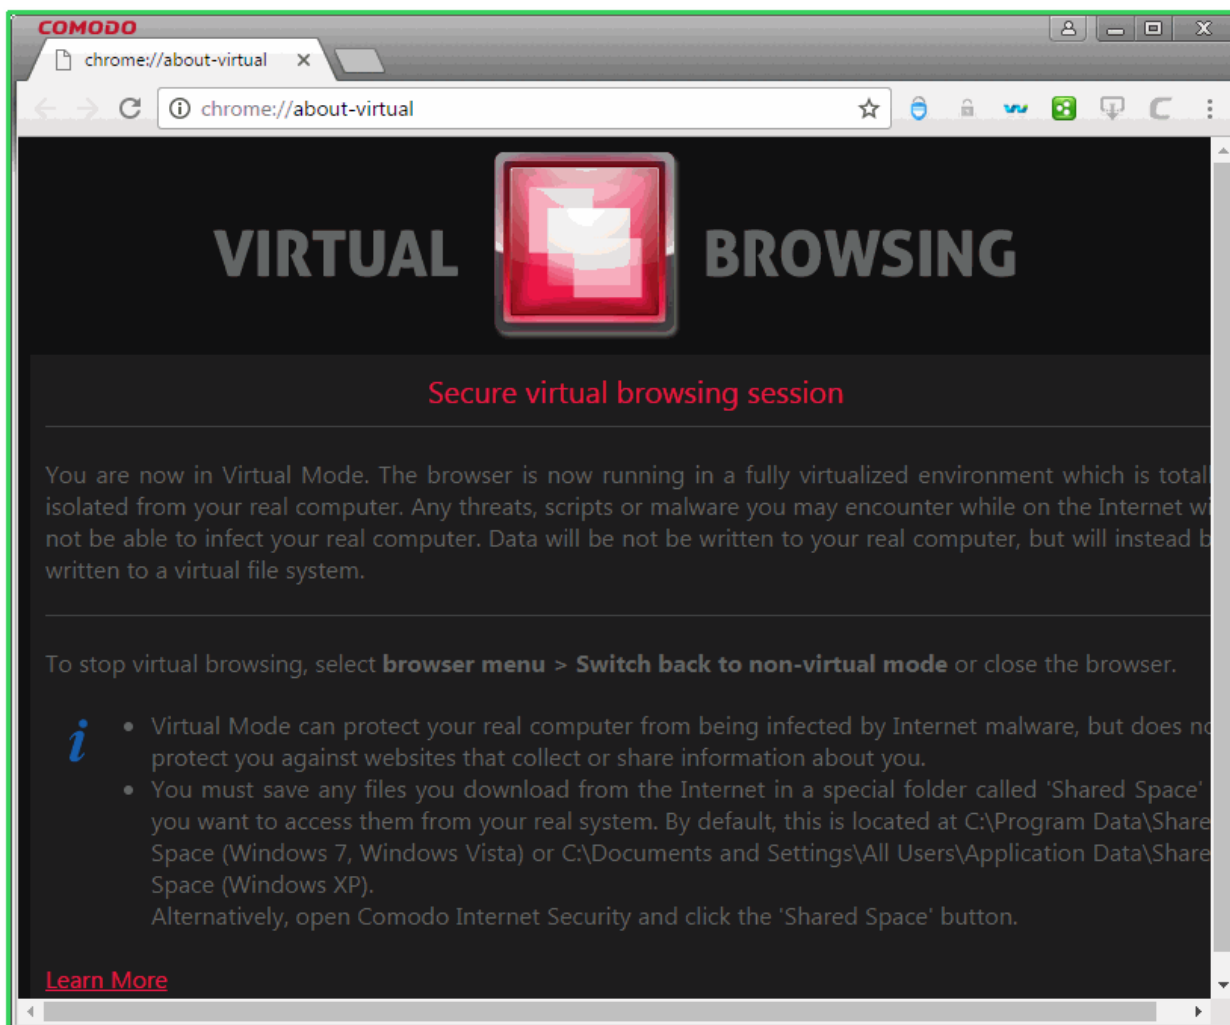 COMODO
chrome://about-virtual
chrome://about-virtual
VIRTUAL BROWSING
Secure virtual browsing session
You are now in Virtual Mode. The browser is now running in a fully virtualized environment which is totall
isolated from your real computer. Any threats, scripts or malware you may encounter while on the Internet wi
not be able to infect your real computer. Data will be not be written to your real computer, but will instead b
written to a virtual file system.
To stop virtual browsing, select browser menu > Switch back to non-virtual mode or close the browser.
i
• Virtual Mode can protect your real computer from being infected by Internet malware, but does no
protect you against websites that collect or share information about you.
• You must save any files you download from the Internet in a special folder called 'Shared Space'
you want to access them from your real system. By default, this is located at C:\Program Data\Share
Space (Windows 7, Windows Vista) or C:\Documents and Settings\All Users\Application Data\Share
Space (Windows XP).
Alternatively, open Comodo Internet Security and click the 'Shared Space' button.
Learn More